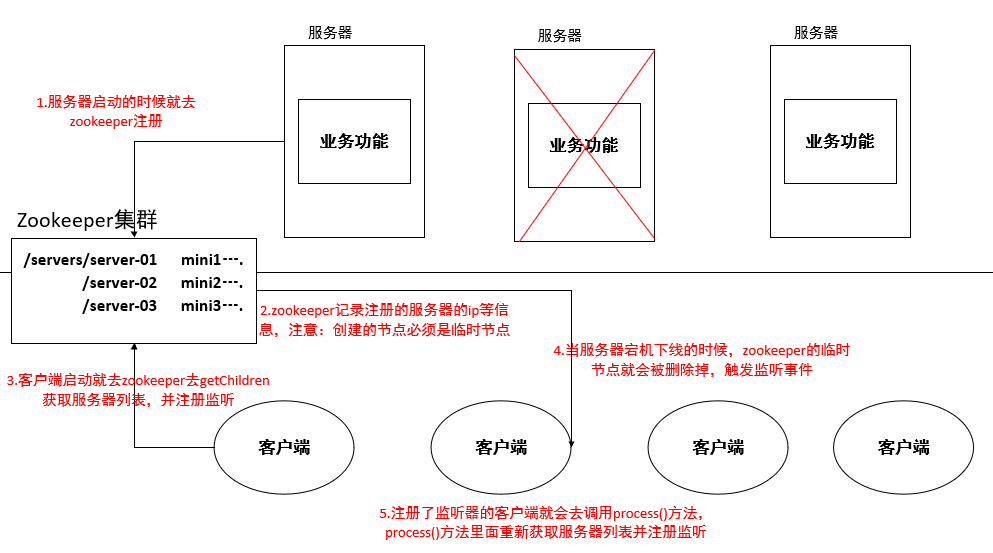 服务器
服务器
服务器
1.服务器启动的时候就去
zookeeper注册
业务功能
业务功能
业务功能
Zookeeper集群
/servers/server-01 mini1….
/server-02 mini2….
/server-03 mini3….
2.zookeeper记录注册的服务器的ip等信
息，注意：创建的节点必须是临时节点
3.客户端启动就去zookeeper去getChildren
获取服务器列表，并注册监听
4.当服务器宕机下线的时候，zookeeper的临时
节点就会被删除掉，触发监听事件
客户端
客户端
客户端
客户端
5.注册了监听器的客户端就会去调用process()方法，
process()方法里面重新获取服务器列表并注册监听